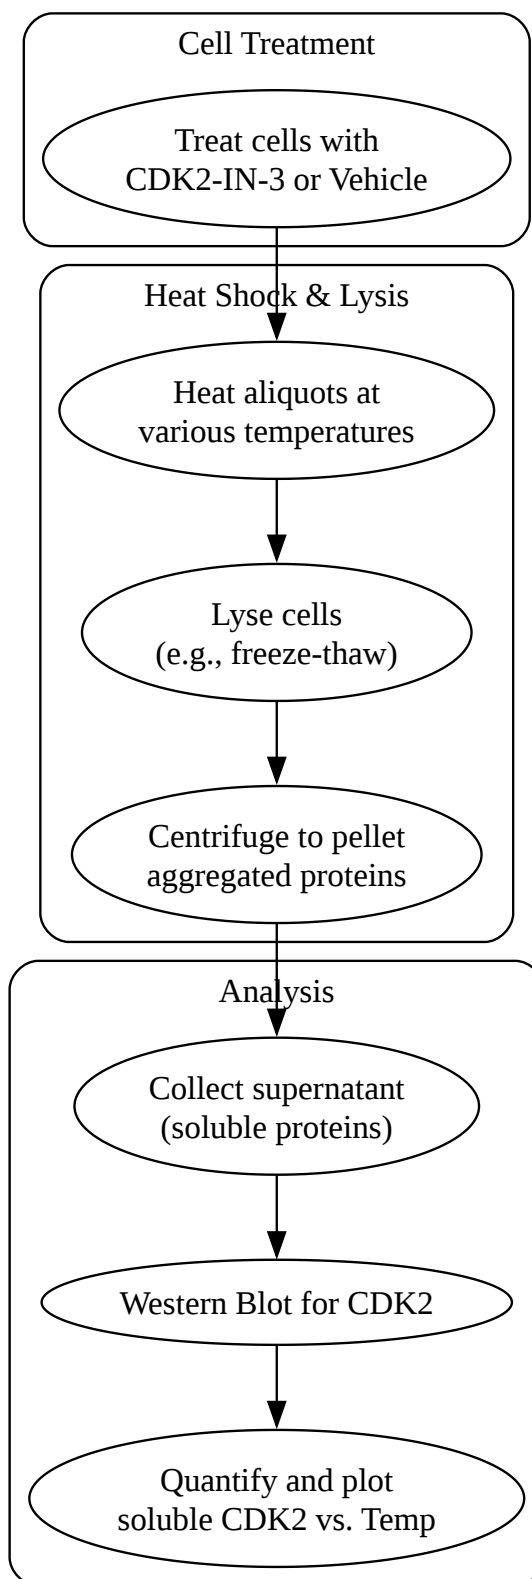 Cell Treatment
Treat cells with
CDK2-IN-3 or Vehicle
Heat Shock & Lysis
Heat aliquots at
various temperatures
Lyse cells
(e.g., freeze-thaw)
Centrifuge to pellet
aggregated proteins
Analysis
Collect supernatant
(soluble proteins)
Western Blot for CDK2
Quantify and plot
soluble CDK2 vs. Temp